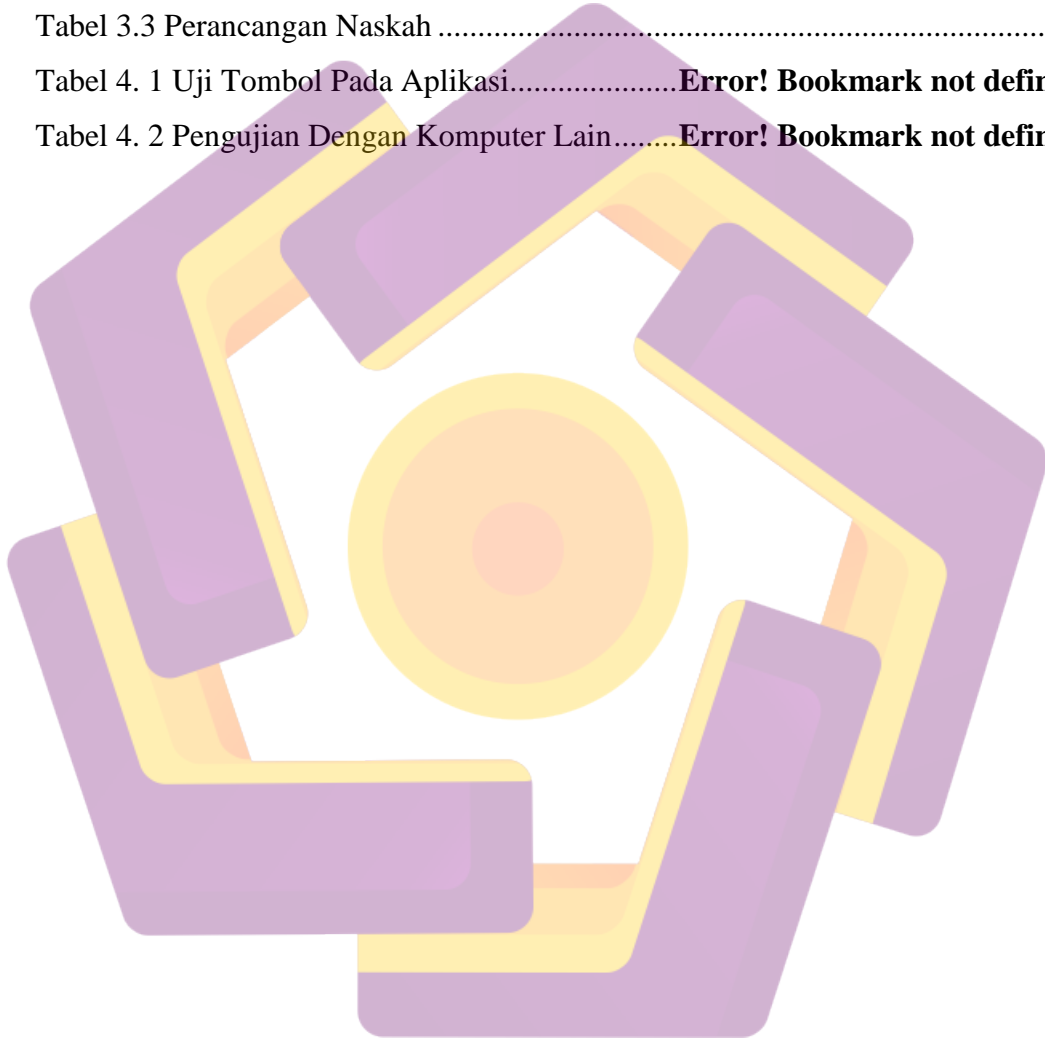 Tabel 3.3 Perancangan Naskah ..............................................................................
Tabel 4. 1 Uji Tombol Pada Aplikasi.....................Error! Bookmark not defin
Tabel 4. 2 Pengujian Dengan Komputer Lain........Error! Bookmark not defin